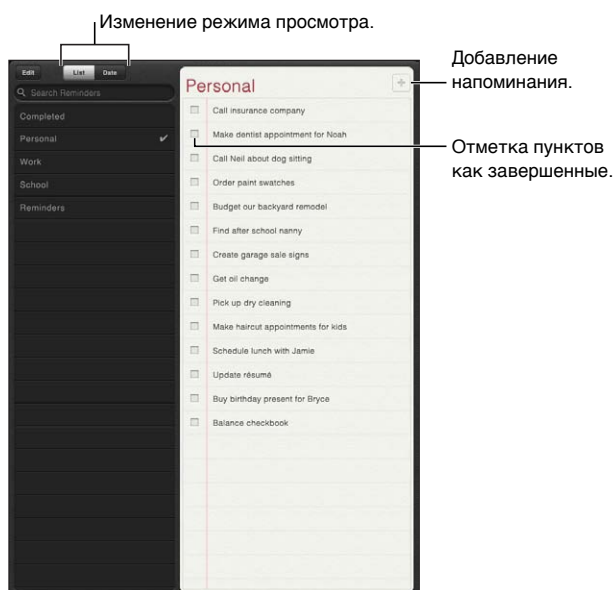 Изменение режима просмотра.
Edit List Date
Search Reminders
Completed
Personal
Work
School
Reminders
Personal
Call insurance company
Make dentist appointment for Noah
Call Neil about dog sitting
Order paint swatches
Budget our backyard remodel
Find after school nanny
Create garage sale signs
Get oil change
Pick up dry cleaning
Make haircut appointments for kids
Schedule lunch with Jamie
Update résumé
Buy birthday present for Bryce
Balance checkbook
Добавление
напоминания.
Отметка пунктов
как завершенные.